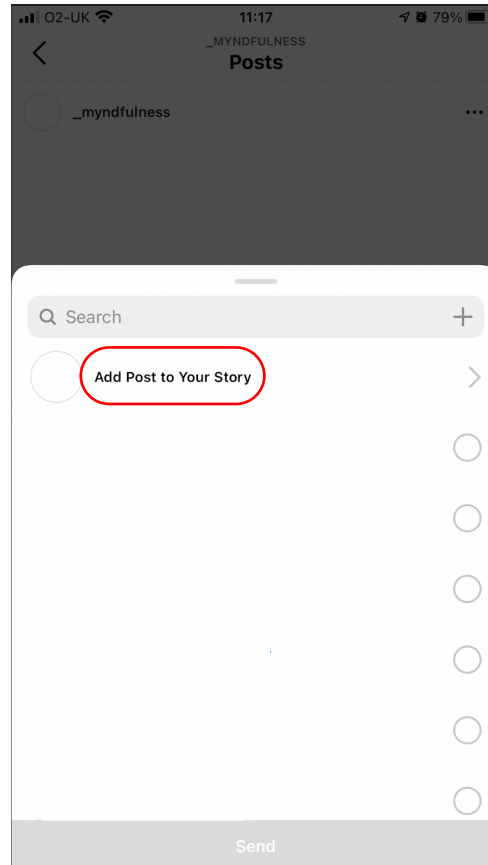 O2-UK 11:17 79%
_MYNDFULNESS
Posts
_myndfulness
Search
Add Post to Your Story
Send